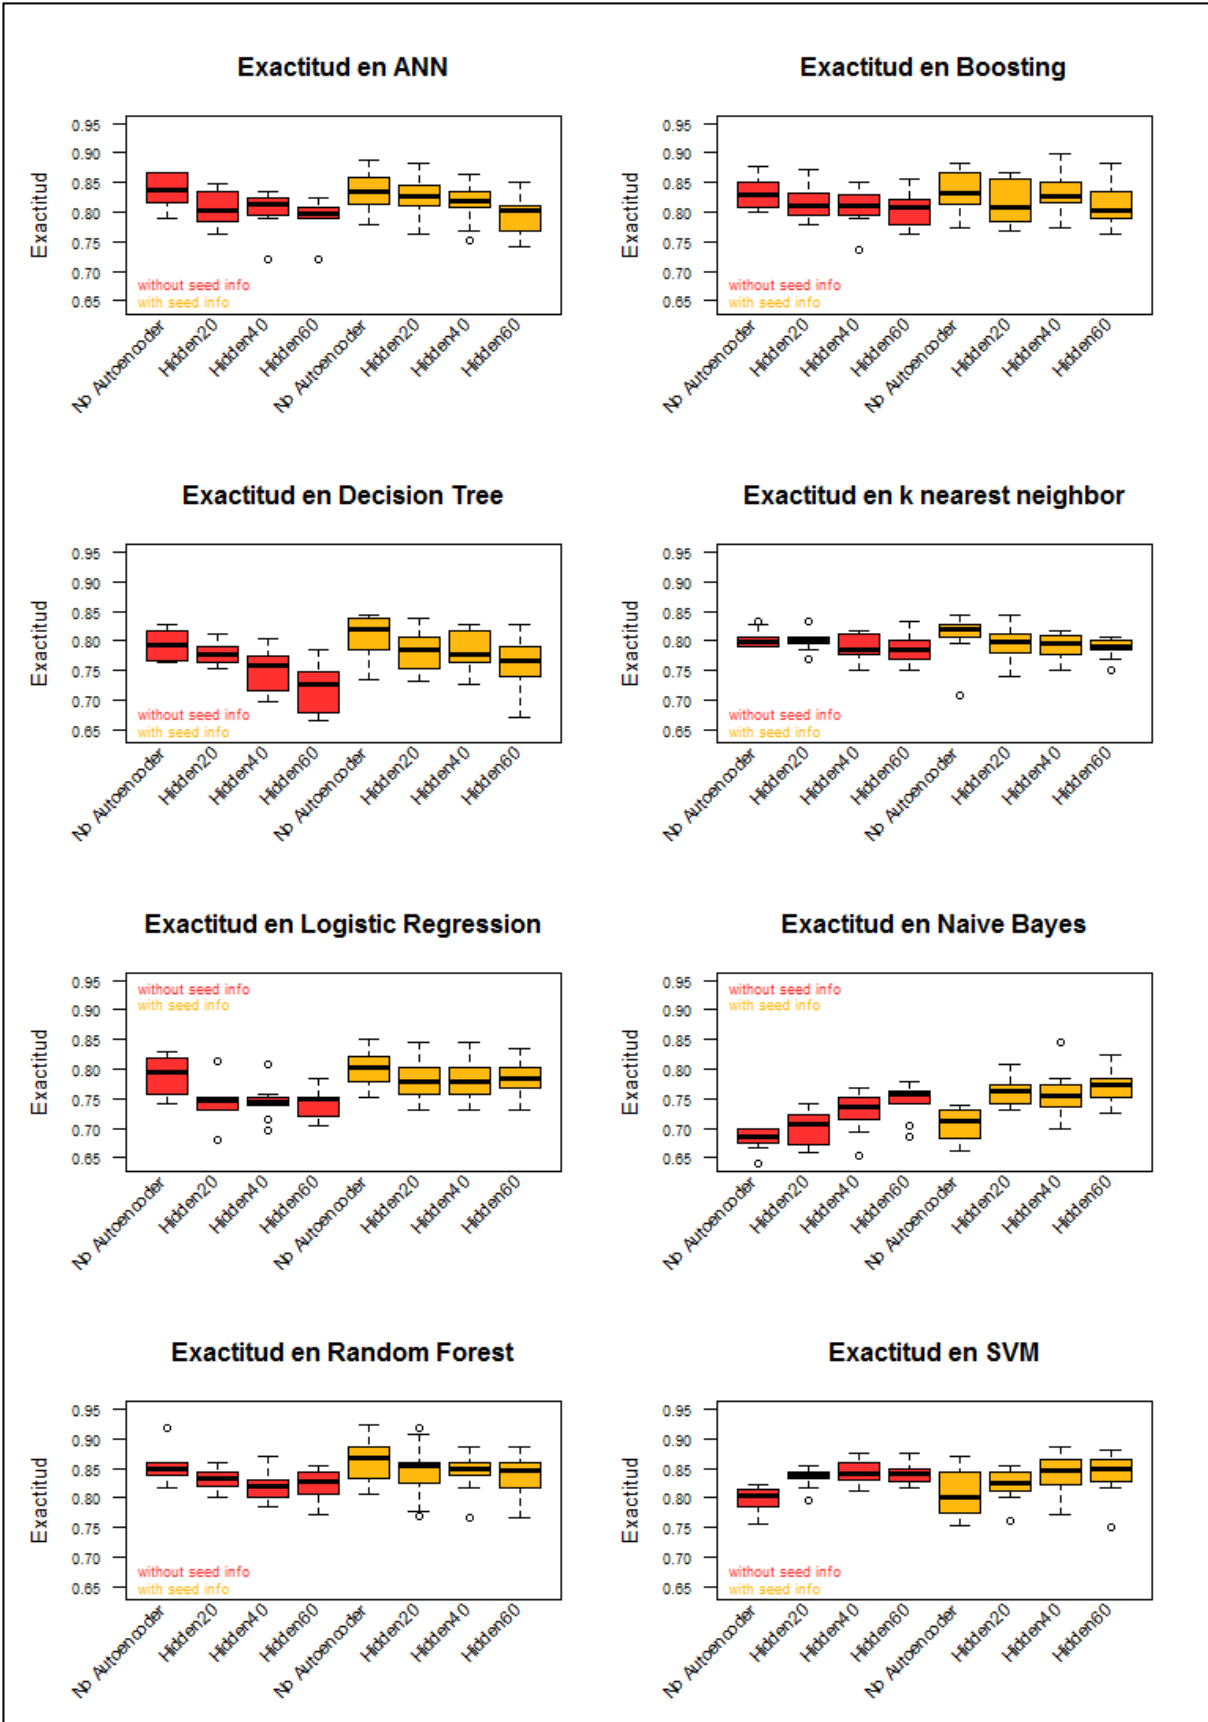 Exactitud en ANN
Exactitud
0.95
0.90
0.85
0.80
0.75
0.70
0.65
without seed info
with seed info
No Autoencoder
Hidden20
Hidden40
Hidden60
No Autoencoder
Hidden20
Hidden40
Hidden60
Exactitud en Boosting
Exactitud
0.95
0.90
0.85
0.80
0.75
0.70
0.65
without seed info
with seed info
No Autoencoder
Hidden20
Hidden40
Hidden60
No Autoencoder
Hidden20
Hidden40
Hidden60
Exactitud en Decision Tree
Exactitud
0.95
0.90
0.85
0.80
0.75
0.70
0.65
without seed info
with seed info
No Autoencoder
Hidden20
Hidden40
Hidden60
No Autoencoder
Hidden20
Hidden40
Hidden60
Exactitud en k nearest neighbor
Exactitud
0.95
0.90
0.85
0.80
0.75
0.70
0.65
without seed info
with seed info
No Autoencoder
Hidden20
Hidden40
Hidden60
No Autoencoder
Hidden20
Hidden40
Hidden60
Exactitud en Logistic Regression
Exactitud
0.95
0.90
0.85
0.80
0.75
0.70
0.65
without seed info
with seed info
No Autoencoder
Hidden20
Hidden40
Hidden60
No Autoencoder
Hidden20
Hidden40
Hidden60
Exactitud en Naive Bayes
Exactitud
0.95
0.90
0.85
0.80
0.75
0.70
0.65
without seed info
with seed info
No Autoencoder
Hidden20
Hidden40
Hidden60
No Autoencoder
Hidden20
Hidden40
Hidden60
Exactitud en Random Forest
Exactitud
0.95
0.90
0.85
0.80
0.75
0.70
0.65
without seed info
with seed info
No Autoencoder
Hidden20
Hidden40
Hidden60
No Autoencoder
Hidden20
Hidden40
Hidden60
Exactitud en SVM
Exactitud
0.95
0.90
0.85
0.80
0.75
0.70
0.65
without seed info
with seed info
No Autoencoder
Hidden20
Hidden40
Hidden60
No Autoencoder
Hidden20
Hidden40
Hidden60